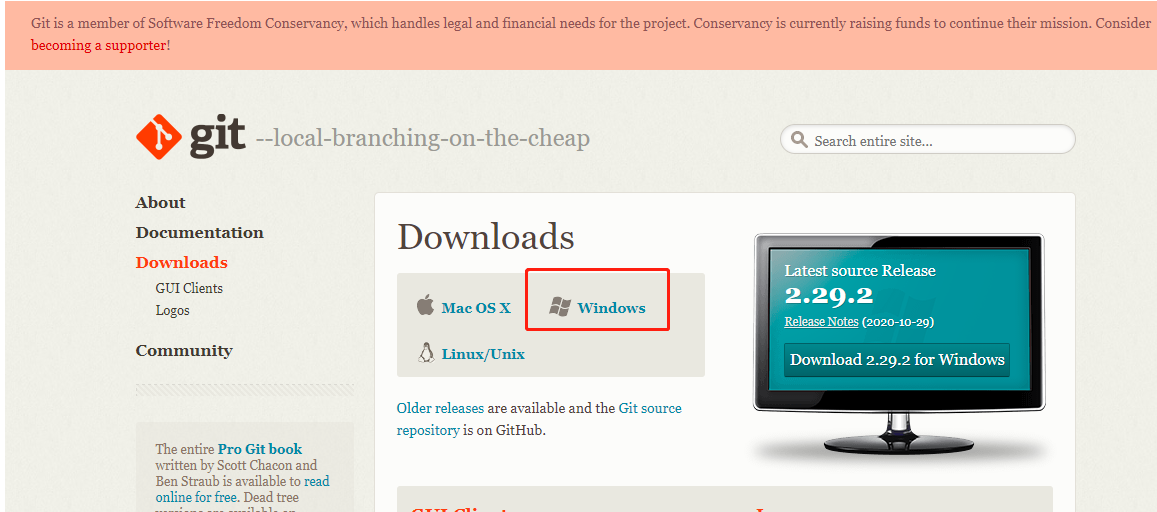 Git is a member of Software Freedom Conservancy, which handles legal and financial needs for the project. Conservancy is currently raising funds to continue their mission. Consider
becoming a supporter!
git --local-branching-on-the-cheap
Search entire site...
About
Documentation
Downloads
GUI Clients
Logos
Community
The entire Pro Git book
written by Scott Chacon and
Ben Straub is available to read
online for free. Dead tree
versions are available on
Downloads
Mac OS X
Windows
Linux/Unix
Older releases are available and the Git source
repository is on GitHub.
Latest source Release
2.29.2
Release Notes (2020-10-29)
Download 2.29.2 for Windows